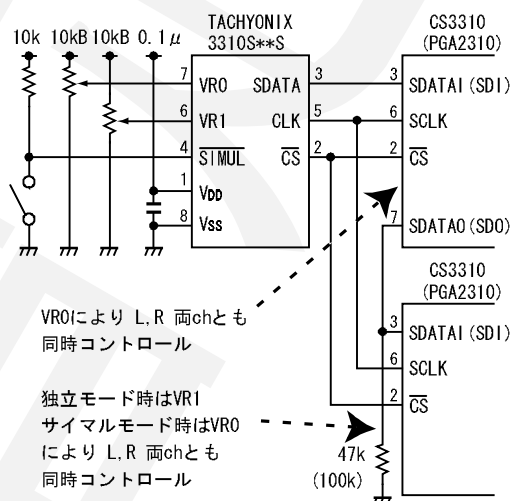 TACHYONIX
3310S**S
CS3310
(PGA2310)
10k 10kB 10kB 0.1μ
7 VR0 SDATA 3 3 SDATAI(SDI)
6 VR1 CLK 5 6 SCLK
4 SIMUL CS 2 2 CS
1 VDD
8 VSS
7 SDATAO(SDO)
CS3310
(PGA2310)
3 SDATAI(SDI)
6 SCLK
2 CS
VR0により L,R 両chとも
同時コントロール
独立モード時はVR1
サイマルモード時はVR0
により L,R 両chとも
同時コントロール
47k
(100k)